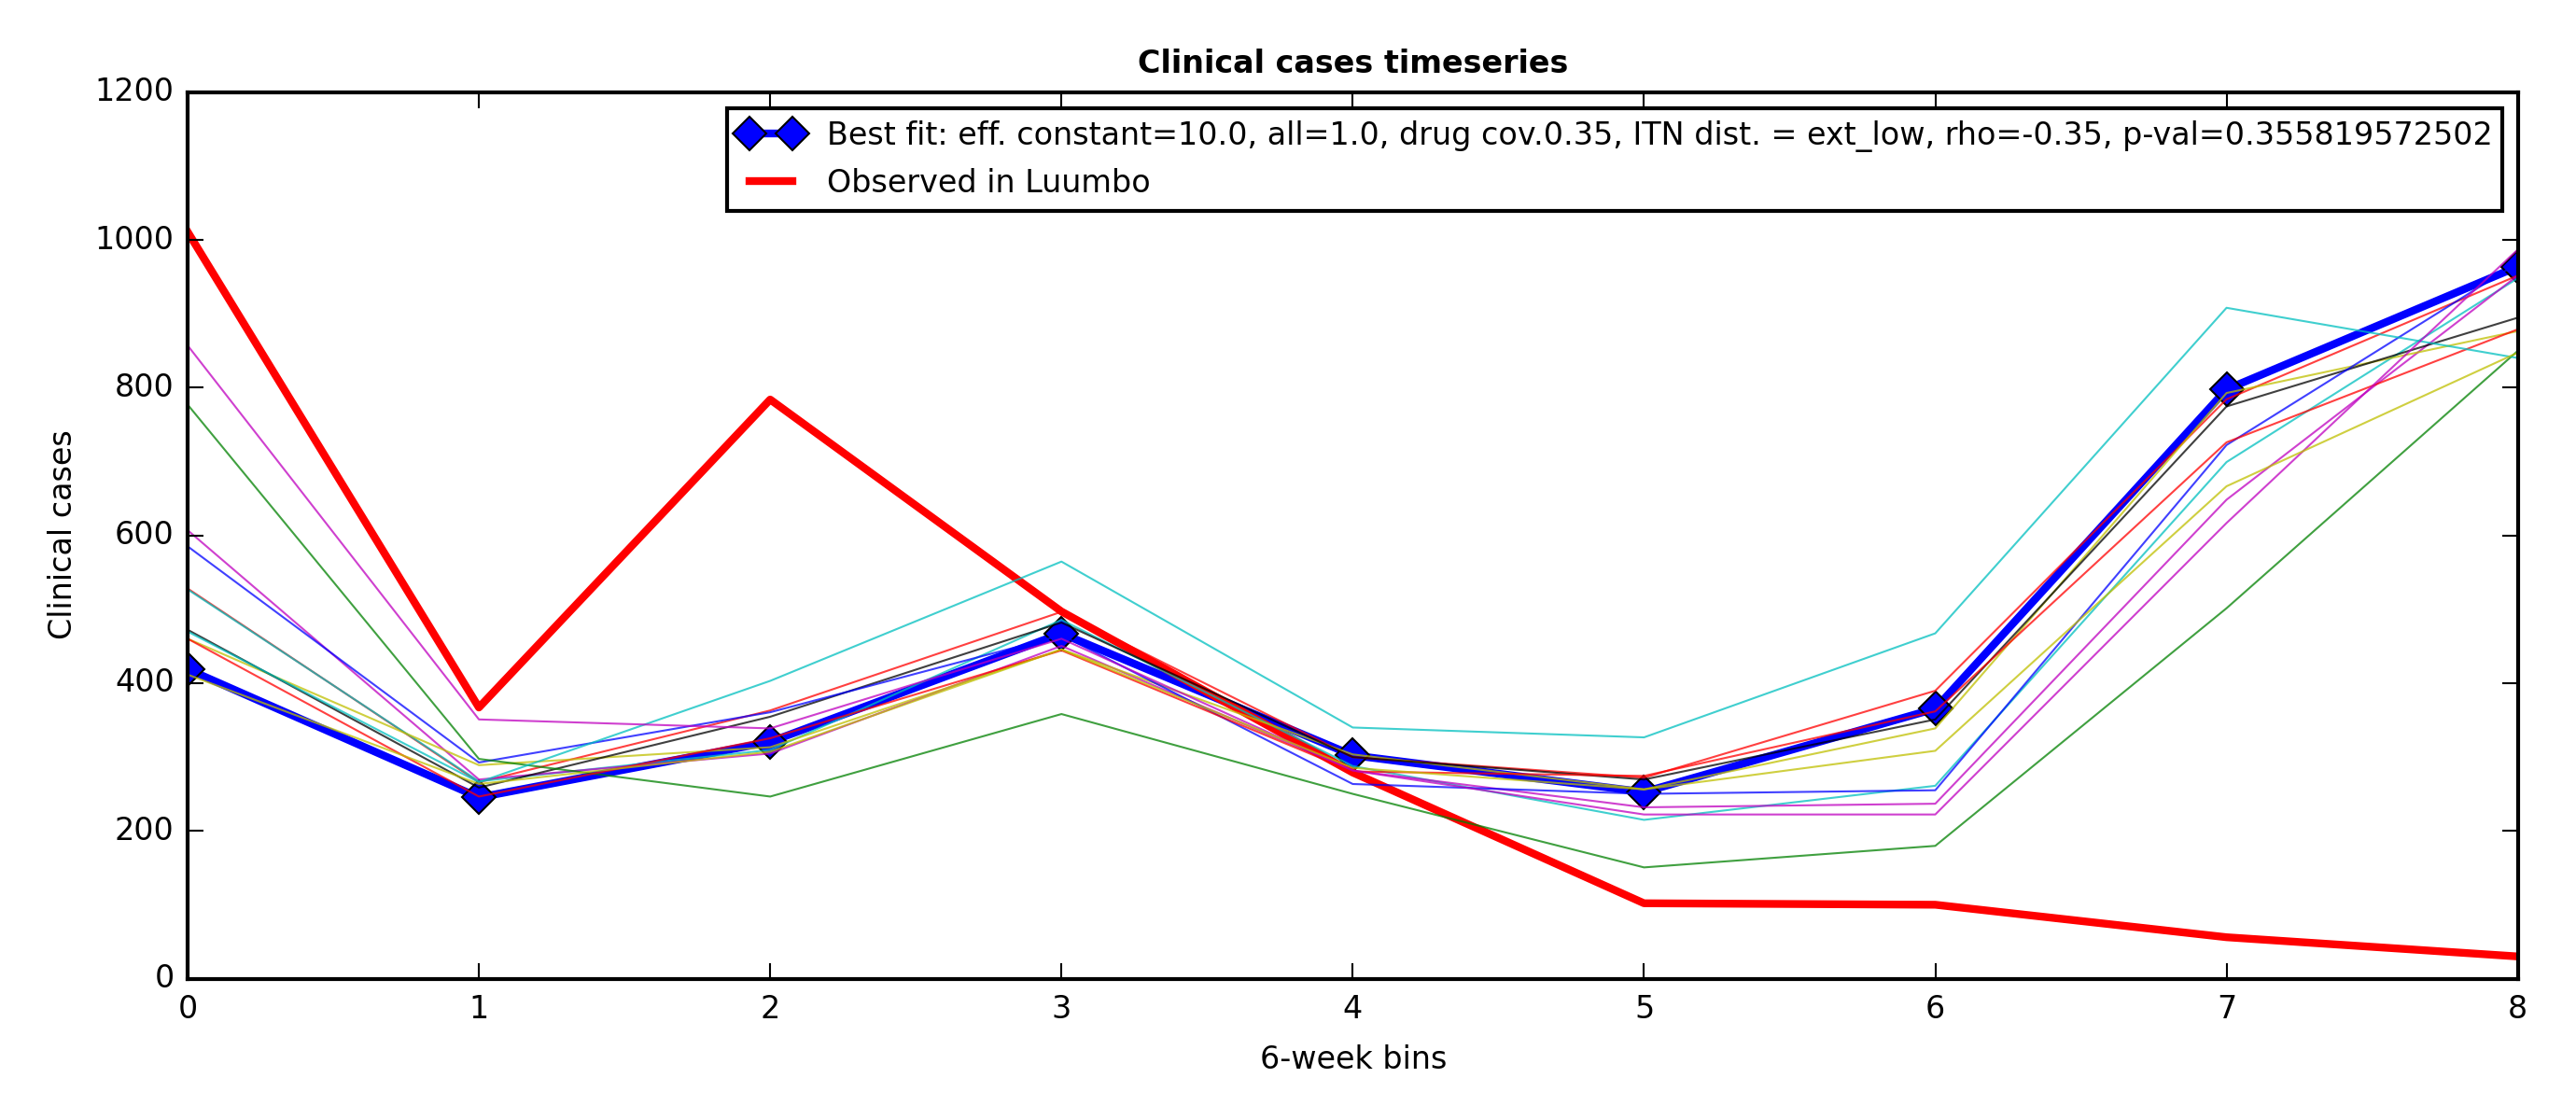 Clinical cases timeseries
1200
1000
800
600
400
200
0
Clinical cases
Best fit: eff. constant=10.0, all=1.0, drug cov.0.35, ITN dist. = ext_low, rho=-0.35, p-val=0.355819572502
Observed in Luumbo
0 1 2 3 4 5 6 7 8
6-week bins